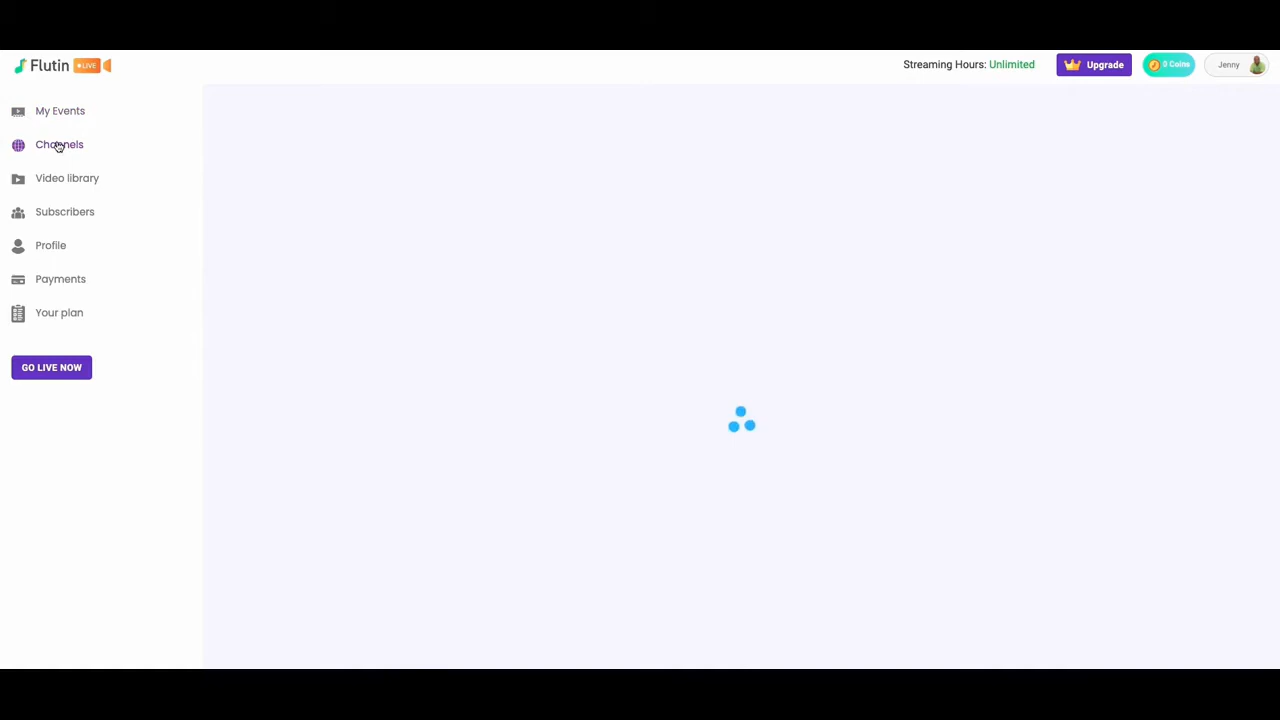 Flutin LIVE
Streaming Hours: Unlimited
Upgrade
0 Coins
Jenny
My Events
Channels
Video library
Subscribers
Profile
Payments
Your plan
GO LIVE NOW